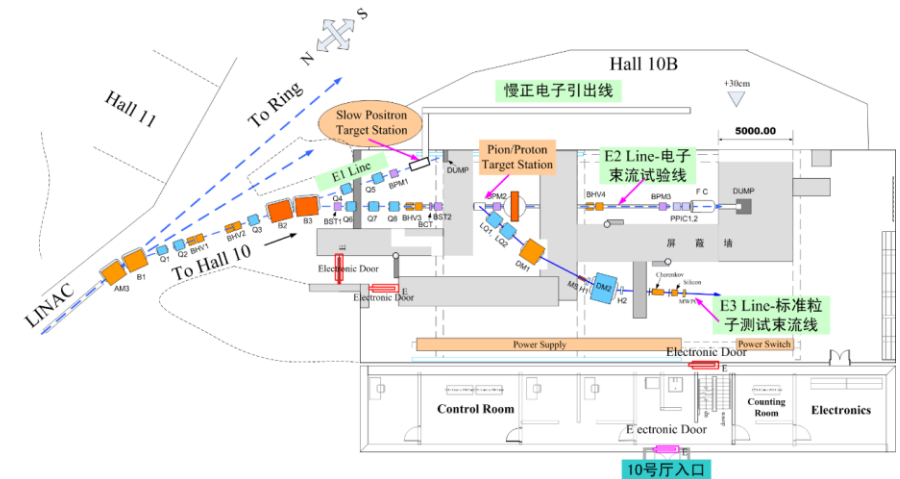 S
N
Hall 10B
+30cm
慢正电子引出线
Hall 11
To Ring
Slow Positron
Target Station
5000.00
Pion/Proton
Target Station
E2 Line-电子
束流试验线
E1 Line
DUMP
Q5
BPM1
Q4
BPM2
BHV4
BPM3
F C
DUMP
PPIC1,2
B2
B3
BST1
Q6
Q7
Q8
BHV3
BCT
BST2
Q3
BHV2
BHV1
Q2
Q1
B1
AM3
To Hall 10
LINAC
LQ1
LQ2
DM1
屏蔽墙
Electronic Door
E
Electronic Door
MS
H1
DM2
H2
Cherenkov
Silicon
E3 Line-标准粒
子测试束流线
Power Supply
Power Switch
Electronic Door
E
Control Room
up
down
Counting
Room
Electronics
E ectronic Door
E
10号厅入口